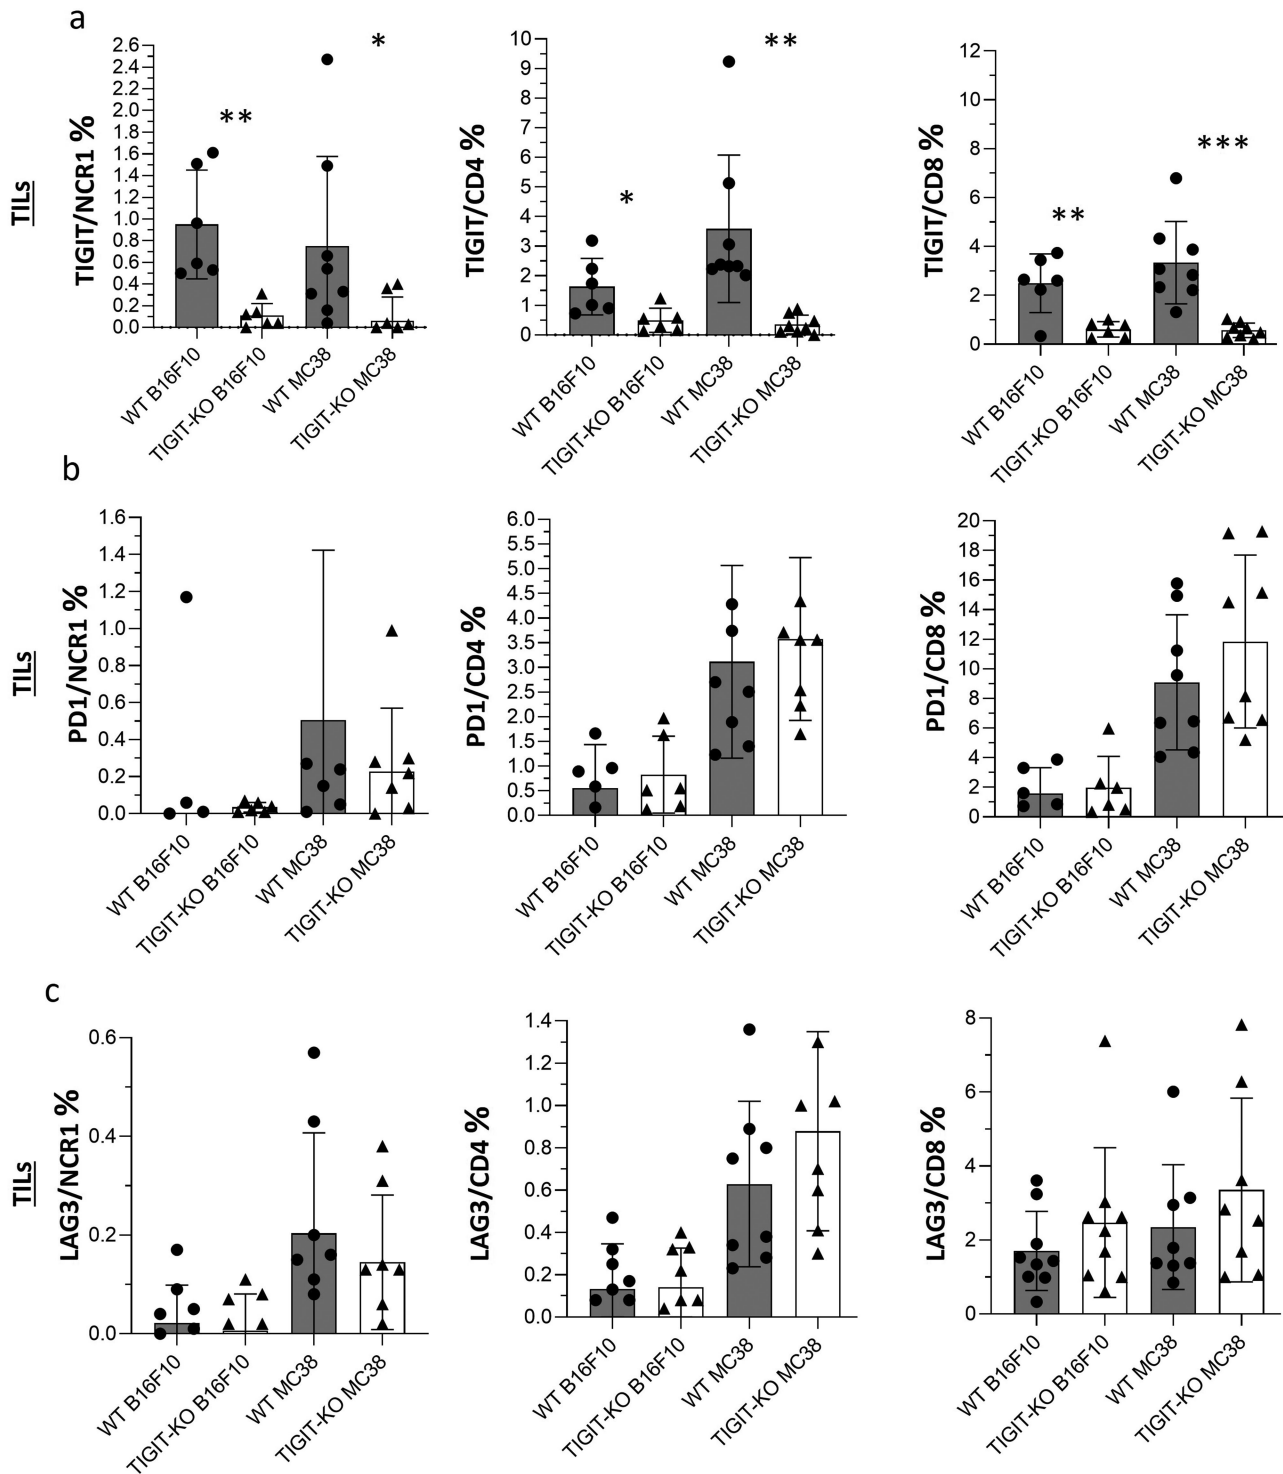 a
TILs
TIGIT/NCR1 %
2.6
2.4
2.2
2.0
1.8
1.6
1.4
1.2
1.0
0.8
0.6
0.4
0.2
0.0
**
*
WT B16F10
TIGIT-KO B16F10
WT MC38
TIGIT-KO MC38
TIGIT/CD4 %
10
9
8
7
6
5
4
3
2
1
0
*
**
WT B16F10
TIGIT-KO B16F10
WT MC38
TIGIT-KO MC38
TIGIT/CD8 %
12
10
8
6
4
2
0
**
***
WT B16F10
TIGIT-KO B16F10
WT MC38
TIGIT-KO MC38
b
TILs
PD1/NCR1 %
1.6
1.4
1.2
1.0
0.8
0.6
0.4
0.2
0.0
WT B16F10
TIGIT-KO B16F10
WT MC38
TIGIT-KO MC38
PD1/CD4 %
6.0
5.5
5.0
4.5
4.0
3.5
3.0
2.5
2.0
1.5
1.0
0.5
0.0
WT B16F10
TIGIT-KO B16F10
WT MC38
TIGIT-KO MC38
PD1/CD8 %
20
18
16
14
12
10
8
6
4
2
0
WT B16F10
TIGIT-KO B16F10
WT MC38
TIGIT-KO MC38
c
TILs
LAG3/NCR1 %
0.6
0.4
0.2
0.0
WT B16F10
TIGIT-KO B16F10
WT MC38
TIGIT-KO MC38
LAG3/CD4 %
1.4
1.2
1.0
0.8
0.6
0.4
0.2
0.0
WT B16F10
TIGIT-KO B16F10
WT MC38
TIGIT-KO MC38
LAG3/CD8 %
8
6
4
2
0
WT B16F10
TIGIT-KO B16F10
WT MC38
TIGIT-KO MC38